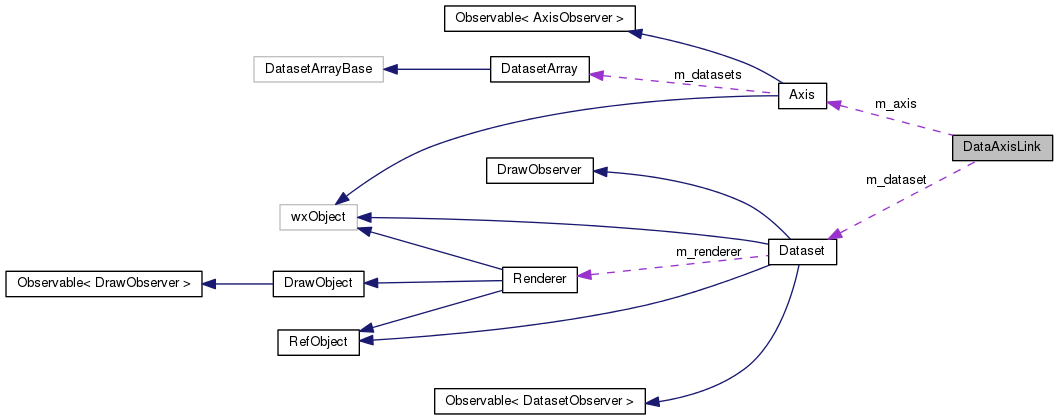 Observable< AxisObserver >
DatasetArrayBase
DatasetArray
m_datasets
Axis
m_axis
DataAxisLink
DrawObserver
m_dataset
wxObject
Dataset
m_renderer
Renderer
Observable< DrawObserver >
DrawObject
RefObject
Observable< DatasetObserver >